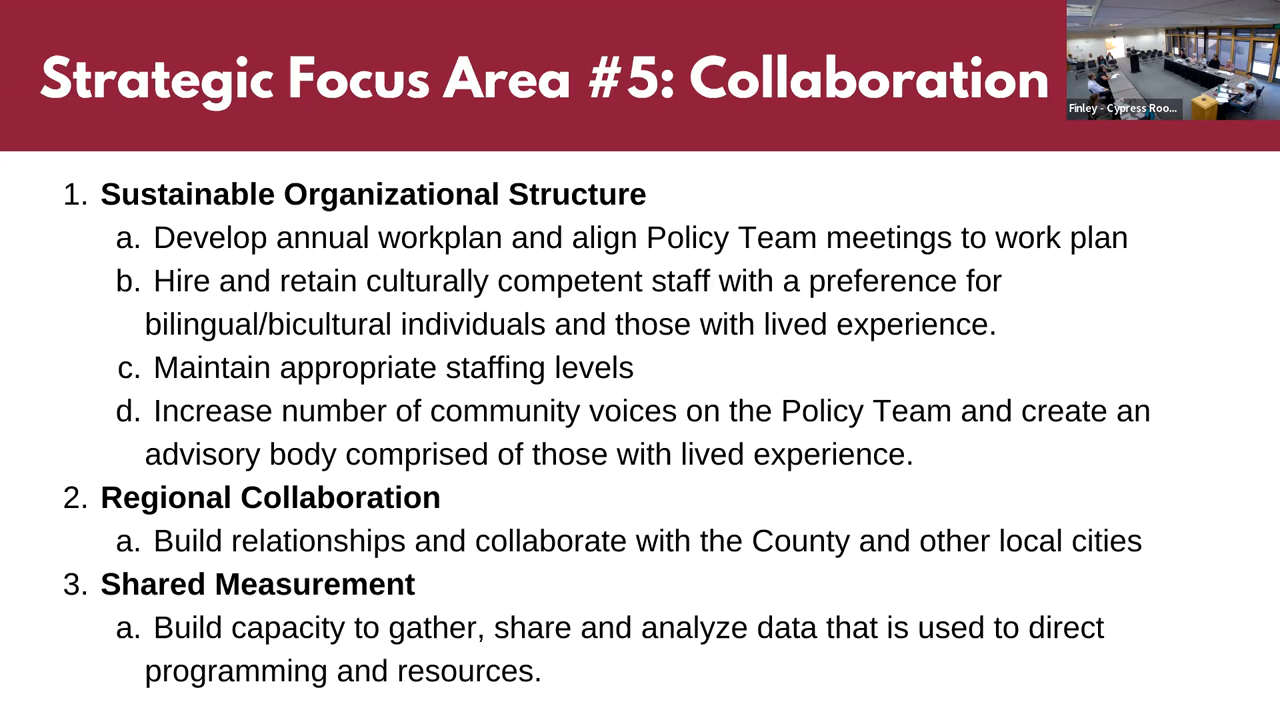 Strategic Focus Area #5: Collaboration
Finley - Cypress Roo...
1. Sustainable Organizational Structure
a. Develop annual workplan and align Policy Team meetings to work plan
b. Hire and retain culturally competent staff with a preference for
bilingual/bicultural individuals and those with lived experience.
c. Maintain appropriate staffing levels
d. Increase number of community voices on the Policy Team and create an
advisory body comprised of those with lived experience.
2. Regional Collaboration
a. Build relationships and collaborate with the County and other local cities
3. Shared Measurement
a. Build capacity to gather, share and analyze data that is used to direct
programming and resources.